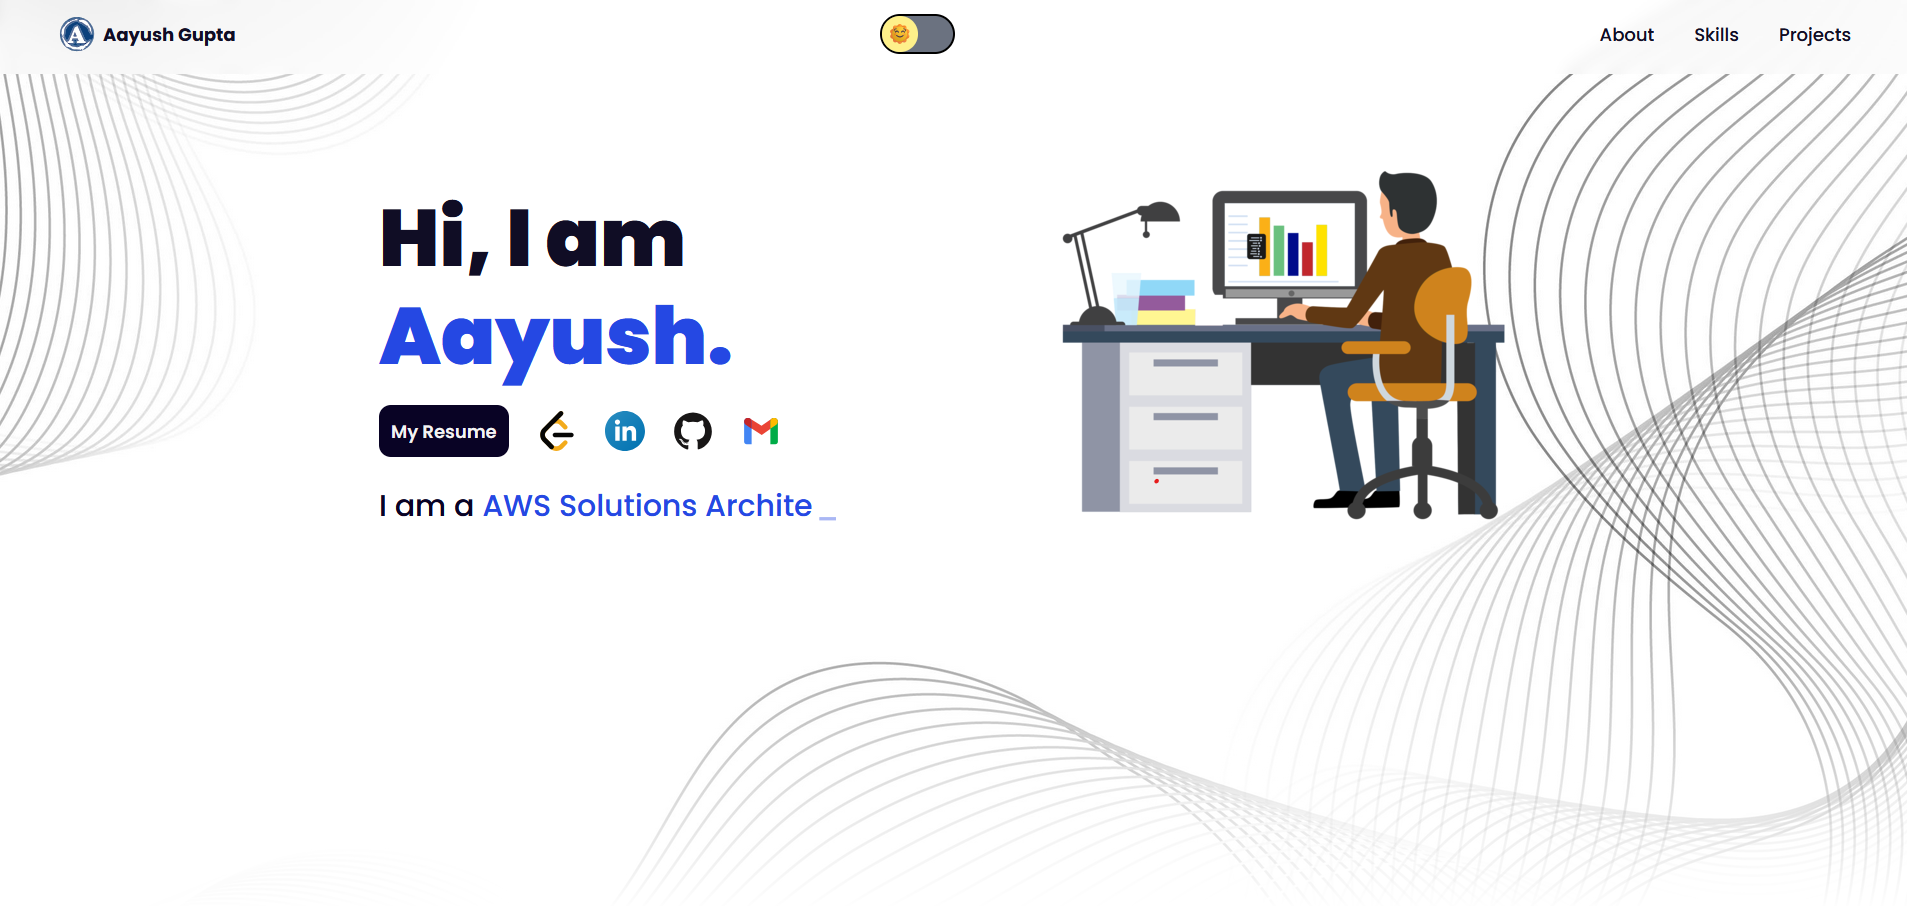 Aayush Gupta
About Skills Projects
Hi, I am
Aayush.
My Resume
in
I am a AWS Solutions Archite _